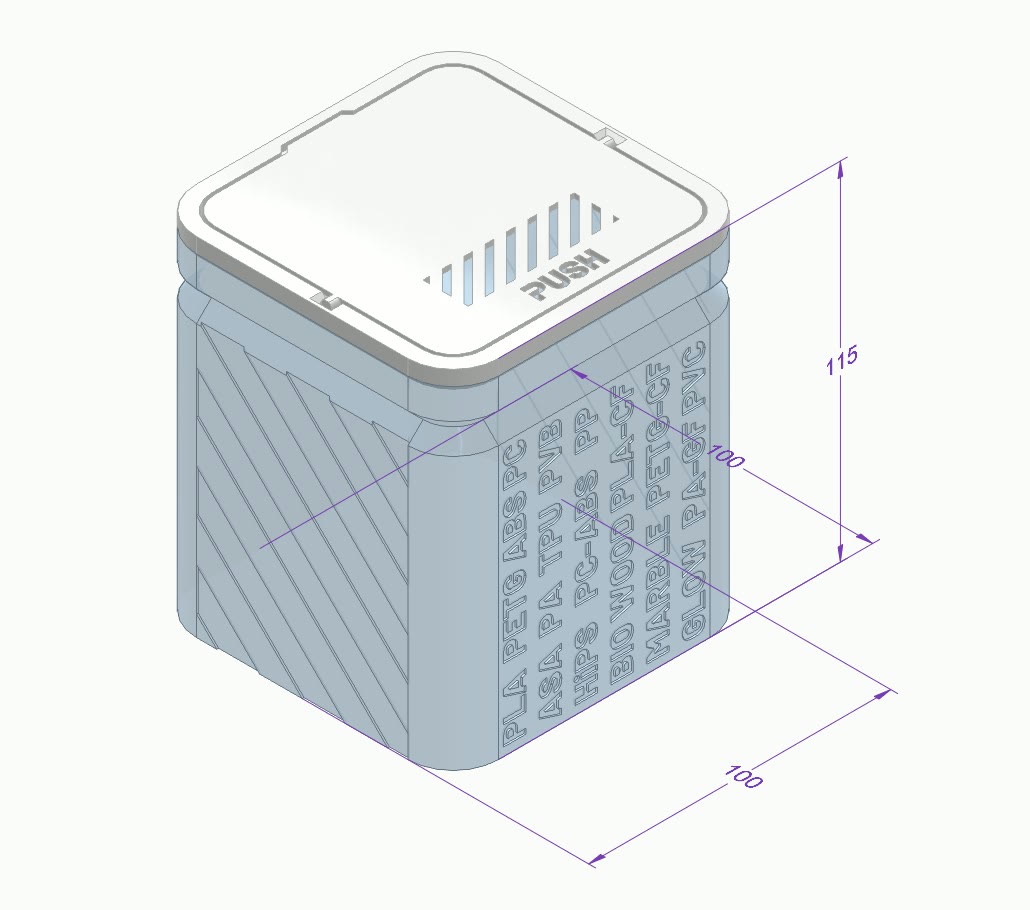 PUSH
PLA PETG ABS PC
ASA PA TPU PVB
HiPS PC-ABS PP
BIO WOOD PLA-CF
MARBLE PETG-CF
GLOW PA-GF PVC
115
100
100